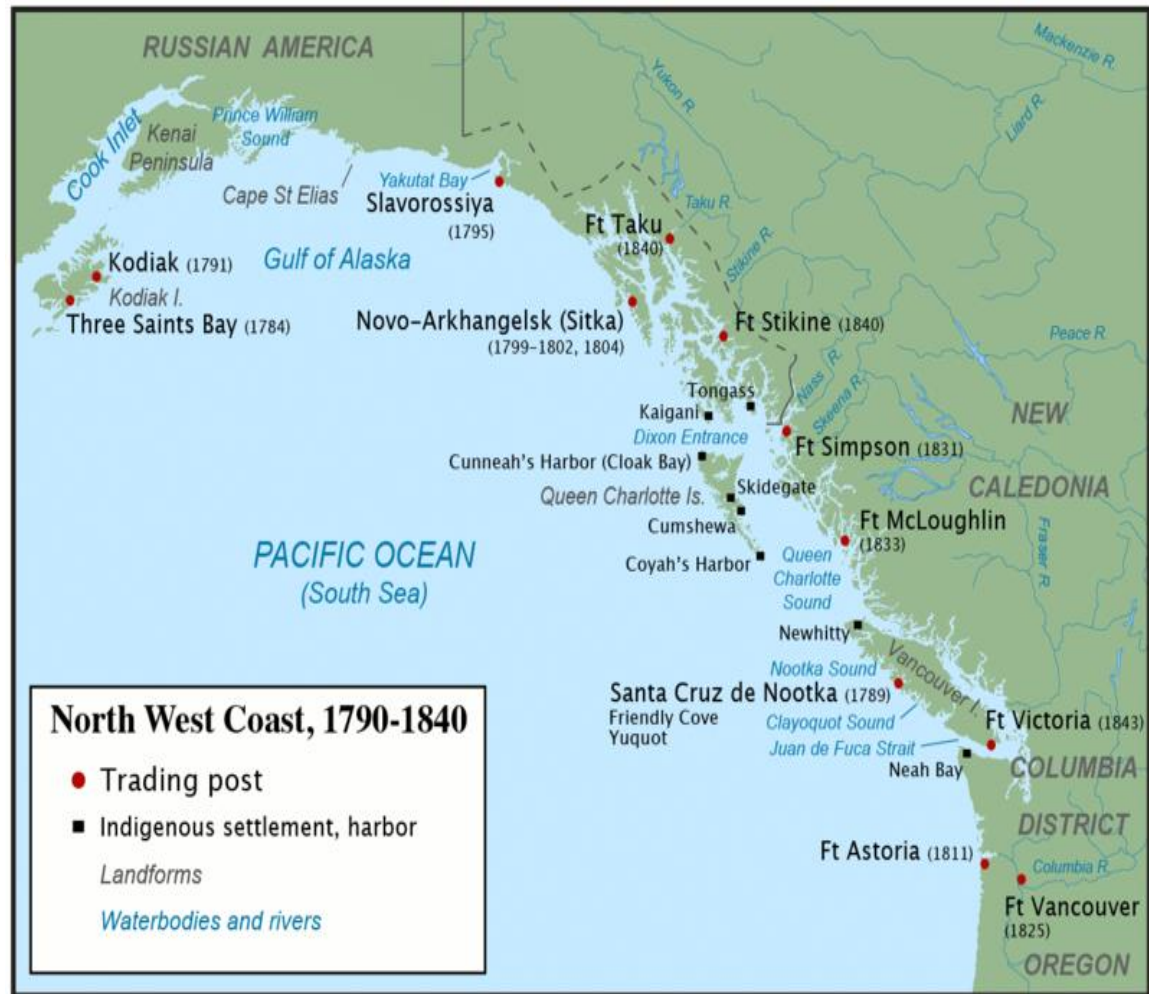 RUSSIAN AMERICA
Mackenzie R.
Yukon R.
Liard R.
Cook Inlet
Kenai
Peninsula
Prince William
Sound
Cape St Elias
Yakutat Bay
Slavorossiya
(1795)
Ft Taku
(1840)
Taku R.
Stikine R.
Kodiak (1791)
Kodiak I.
Three Saints Bay (1784)
Gulf of Alaska
Novo-Arkhangelsk (Sitka)
(1799-1802, 1804)
Ft Stikine (1840)
Peace R.
Nass R.
Skeena R.
Tongass
Kaigani
Dixon Entrance
NEW
Ft Simpson (1831)
Cunneah's Harbor (Cloak Bay)
Skidegate
Queen Charlotte Is.
CALEDONIA
Cumshewa
Ft McLoughlin
(1833)
Fraser R.
PACIFIC OCEAN
(South Sea)
Coyah's Harbor
Queen
Charlotte
Sound
Newhitty
Vancouver I.
Nootka Sound
Santa Cruz de Nootka (1789)
Friendly Cove
Yuquot
Clayoquot Sound
Ft Victoria (1843)
Juan de Fuca Strait
Neah Bay
COLUMBIA
DISTRICT
Ft Astoria (1811)
Columbia R.
Ft Vancouver
(1825)
OREGON
North West Coast, 1790-1840
Trading post
Indigenous settlement, harbor
Landforms
Waterbodies and rivers